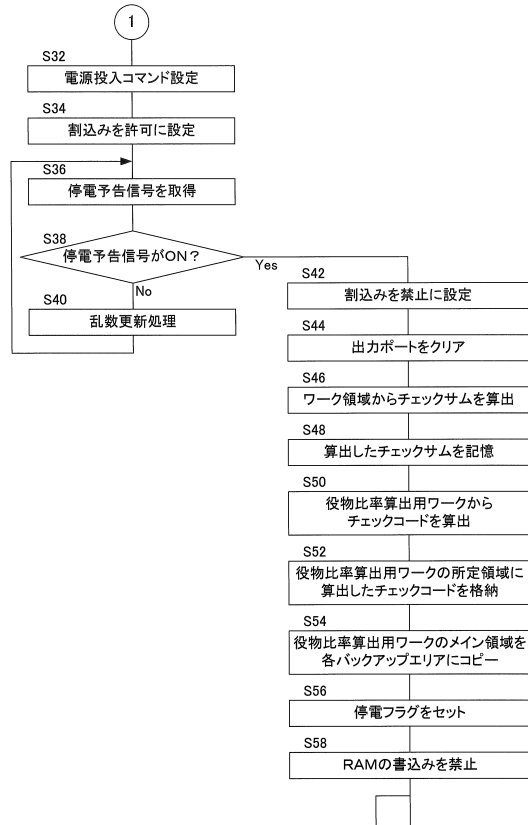 1
S32
電源投入コマンド設定
S34
割込みを許可に設定
S36
停電予告信号を取得
S38
停電予告信号がON？
Yes
No
S40
乱数更新処理
S42
割込みを禁止に設定
S44
出力ポートをクリア
S46
ワーク領域からチェックサムを算出
S48
算出したチェックサムを記憶
S50
役物比率算出用ワークから
チェックコードを算出
S52
役物比率算出用ワークの所定領域に
算出したチェックコードを格納
S54
役物比率算出用ワークのメイン領域を
各バックアップエリアにコピー
S56
停電フラグをセット
S58
RAMの書込みを禁止